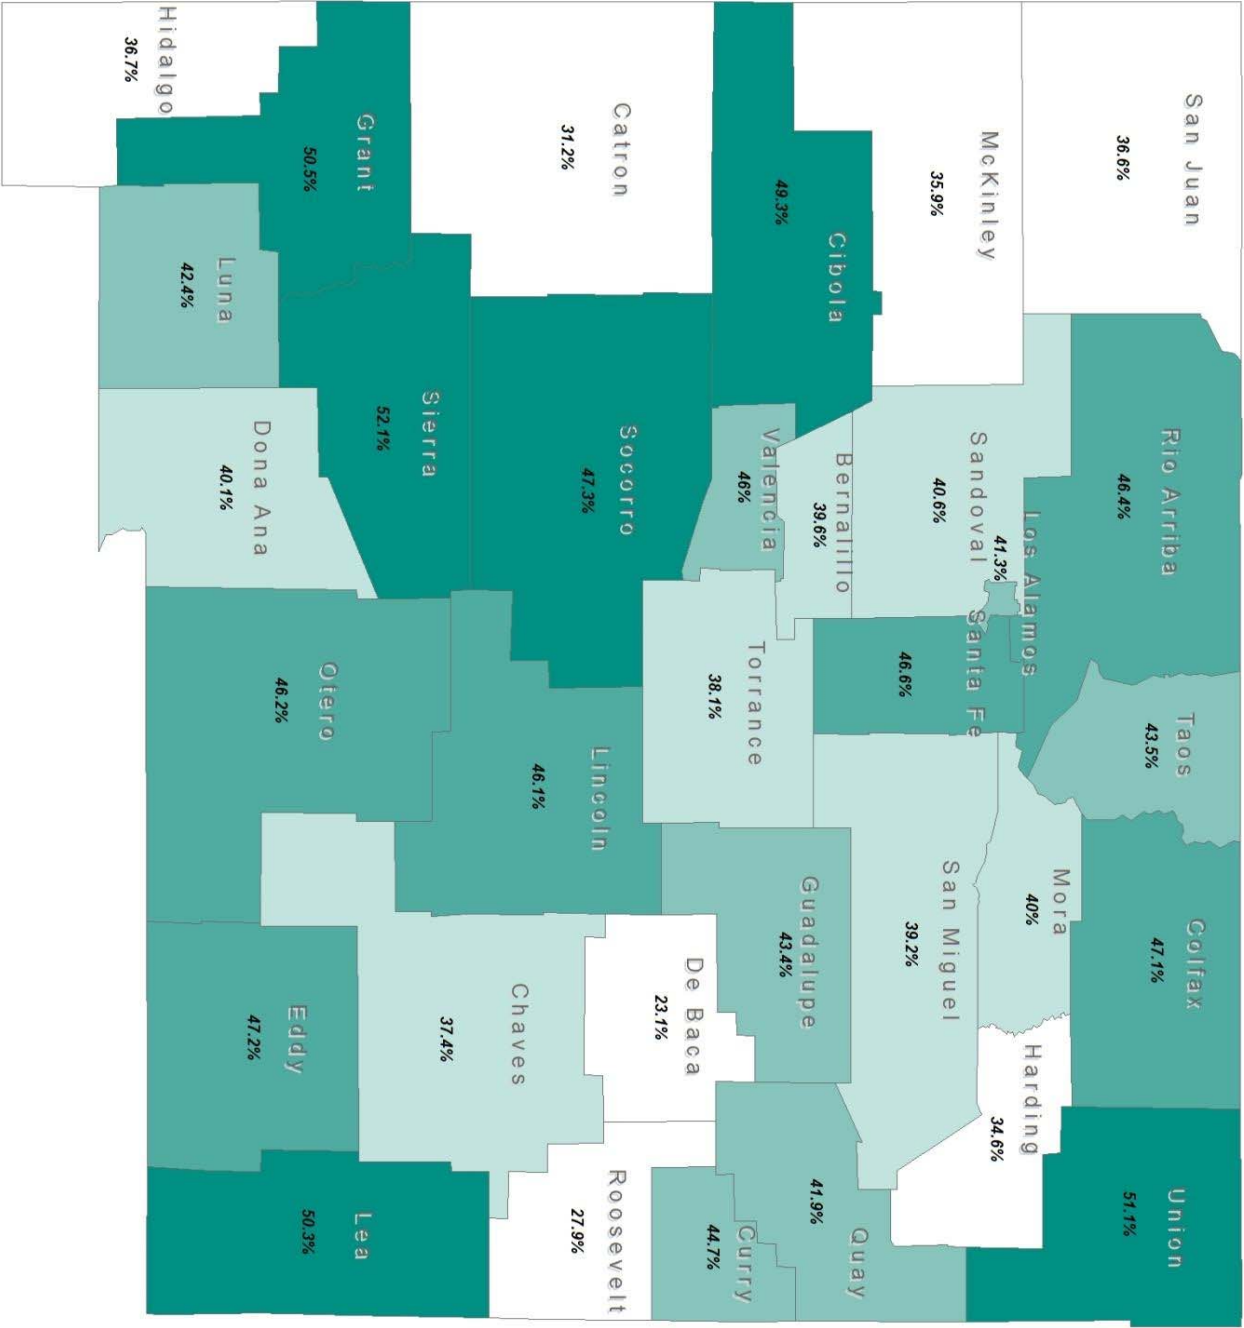 San Juan
36.6%
Rio Arriba
46.4%
Taos
43.5%
Colfax
47.1%
Union
51.1%
McKinley
35.9%
Sandoval
40.6%
Los Alamos
41.3%
Santa Fe
46.6%
Mora
40%
Harding
34.6%
San Miguel
39.2%
Cibola
49.3%
Bernalillo
39.6%
Valencia
46%
Torrance
38.1%
Guadalupe
43.4%
Quay
41.9%
Curry
44.7%
Catron
31.2%
Socorro
47.3%
Lincoln
46.1%
De Baca
23.1%
Roosevelt
27.9%
Chaves
37.4%
Grant
50.5%
Sierra
52.1%
Otero
46.2%
Eddy
47.2%
Lea
50.3%
Hidalgo
36.7%
Luna
42.4%
Dona Ana
40.1%